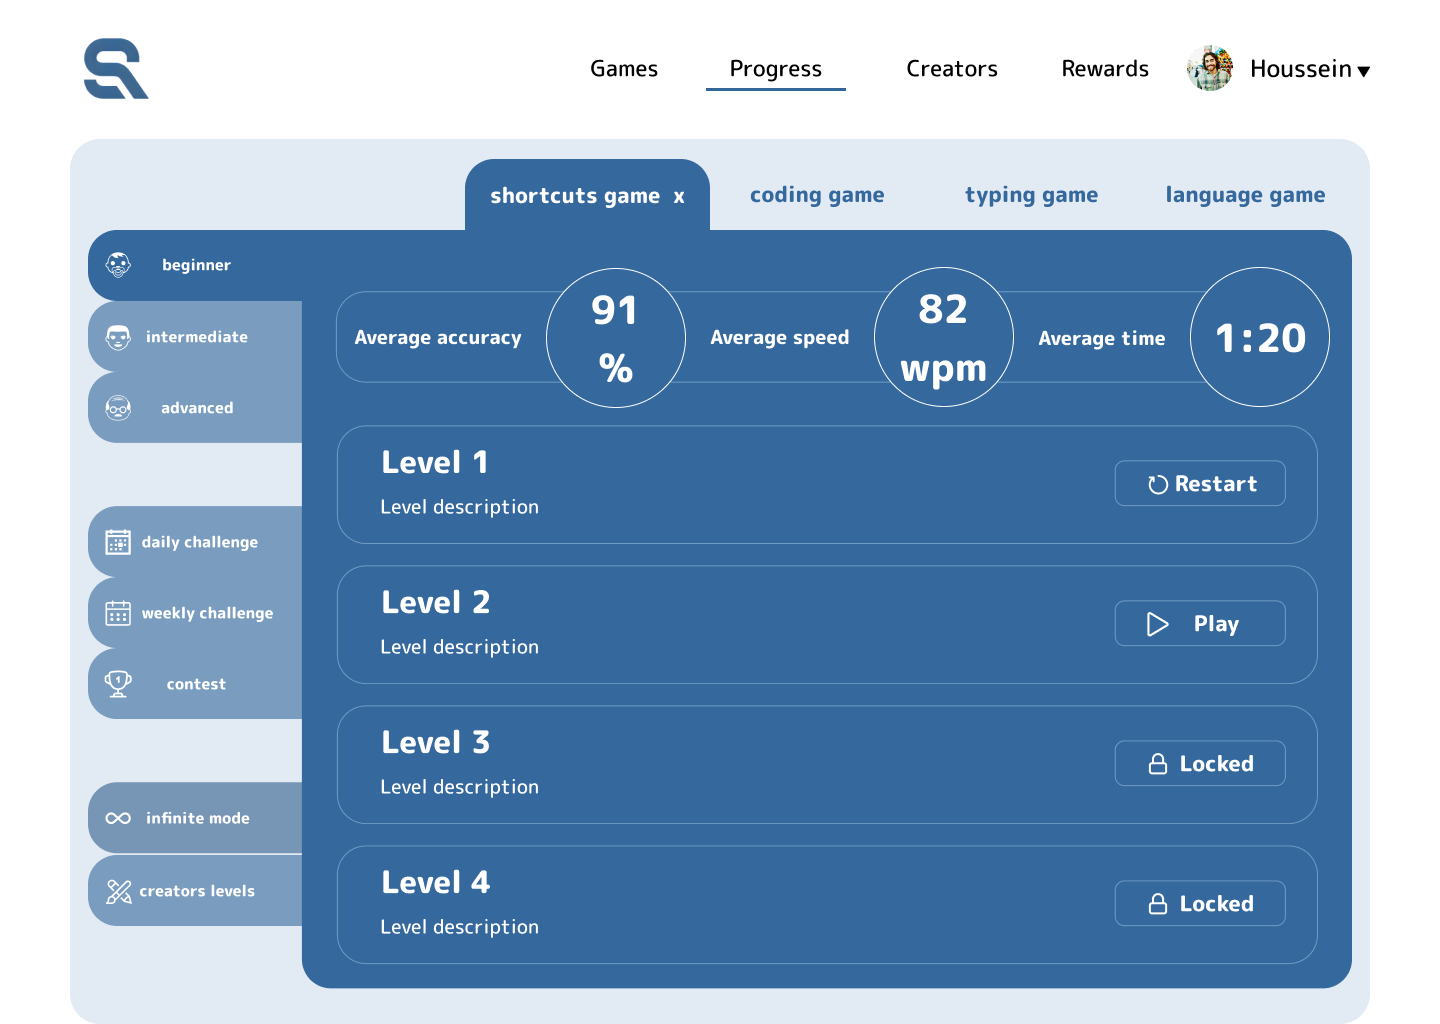 Games
Progress
Creators
Rewards
Houssein
shortcuts game x
coding game
typing game
language game
beginner
intermediate
advanced
daily challenge
weekly challenge
contest
infinite mode
creators levels
Average accuracy
91
%
Average speed
82
wpm
Average time
1:20
Level 1
Level description
Restart
Level 2
Level description
Play
Level 3
Level description
Locked
Level 4
Level description
Locked